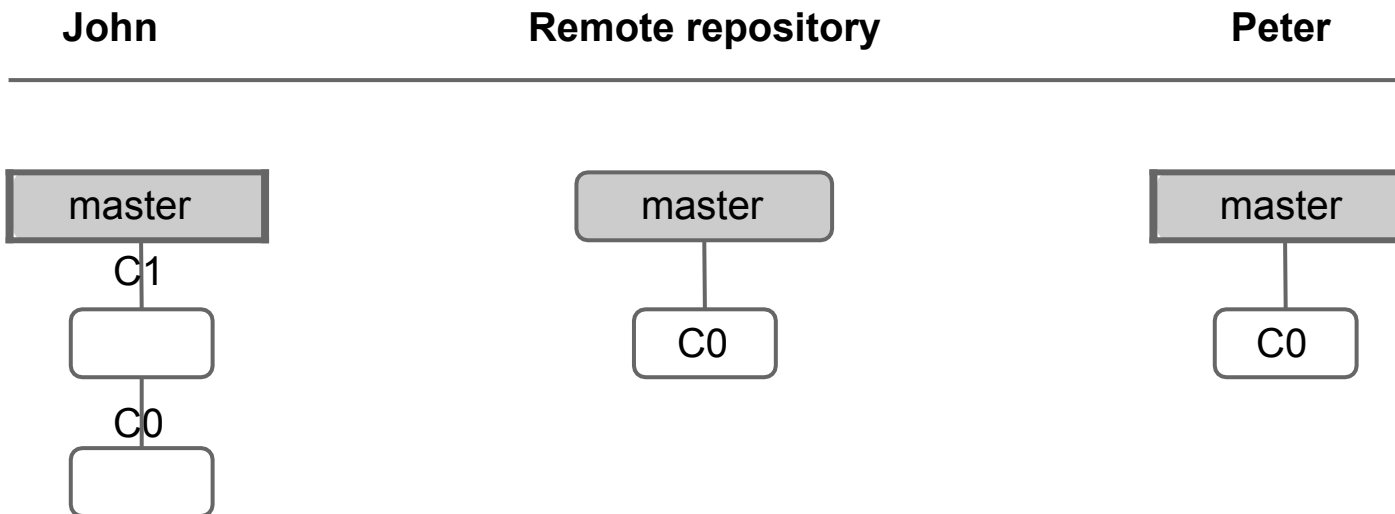 John Remote repository Peter
master master master
C1
C0 C0
C0